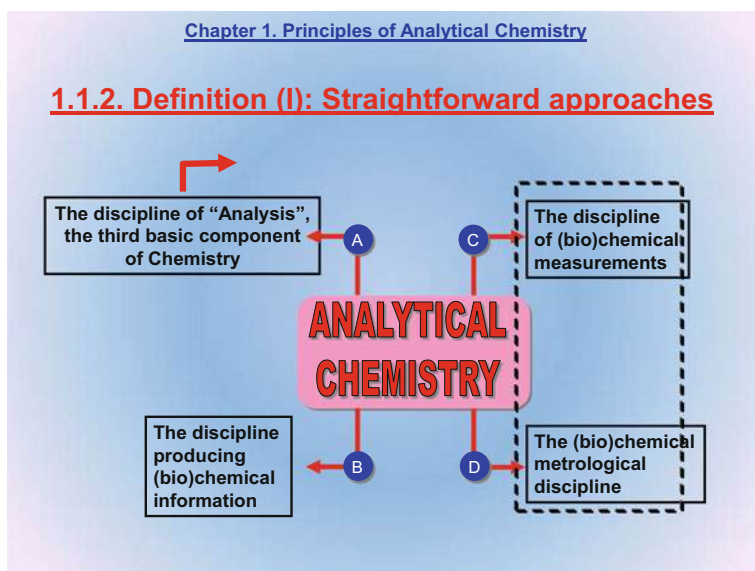 Chapter 1. Principles of Analytical Chemistry
1.1.2. Definition (I): Straightforward approaches
The discipline of “Analysis”,
the third basic component
of Chemistry
A
C
The discipline
of (bio)chemical
measurements
ANALYTICAL
CHEMISTRY
The discipline
producing
(bio)chemical
information
B
D
The (bio)chemical
metrological
discipline